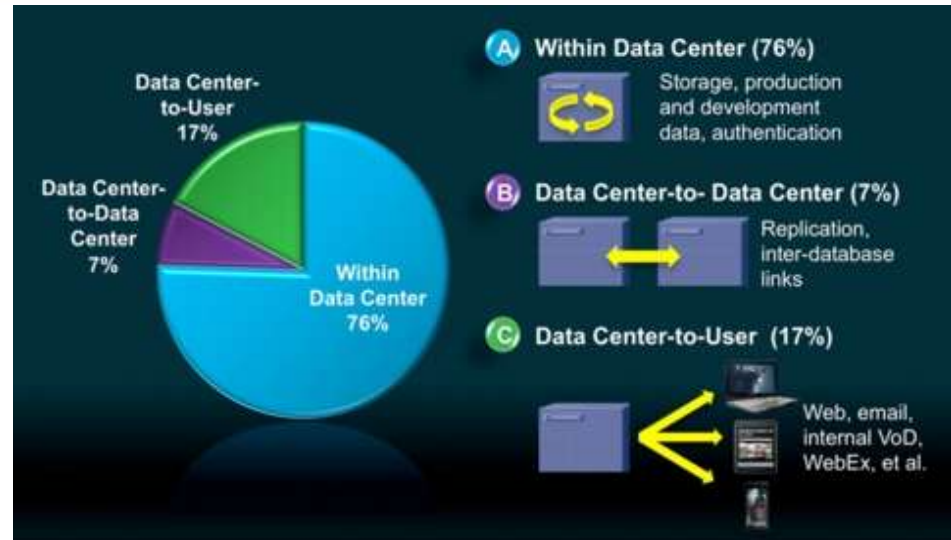 Data Center-
to-User
17%
Data Center-
to-Data
Center
7%
Within
Data Center
76%
A Within Data Center (76%)
Storage, production
and development
data, authentication
B Data Center-to- Data Center (7%)
Replication,
inter-database
links
C Data Center-to-User (17%)
Web, email,
internal VoD,
WebEx, et al.